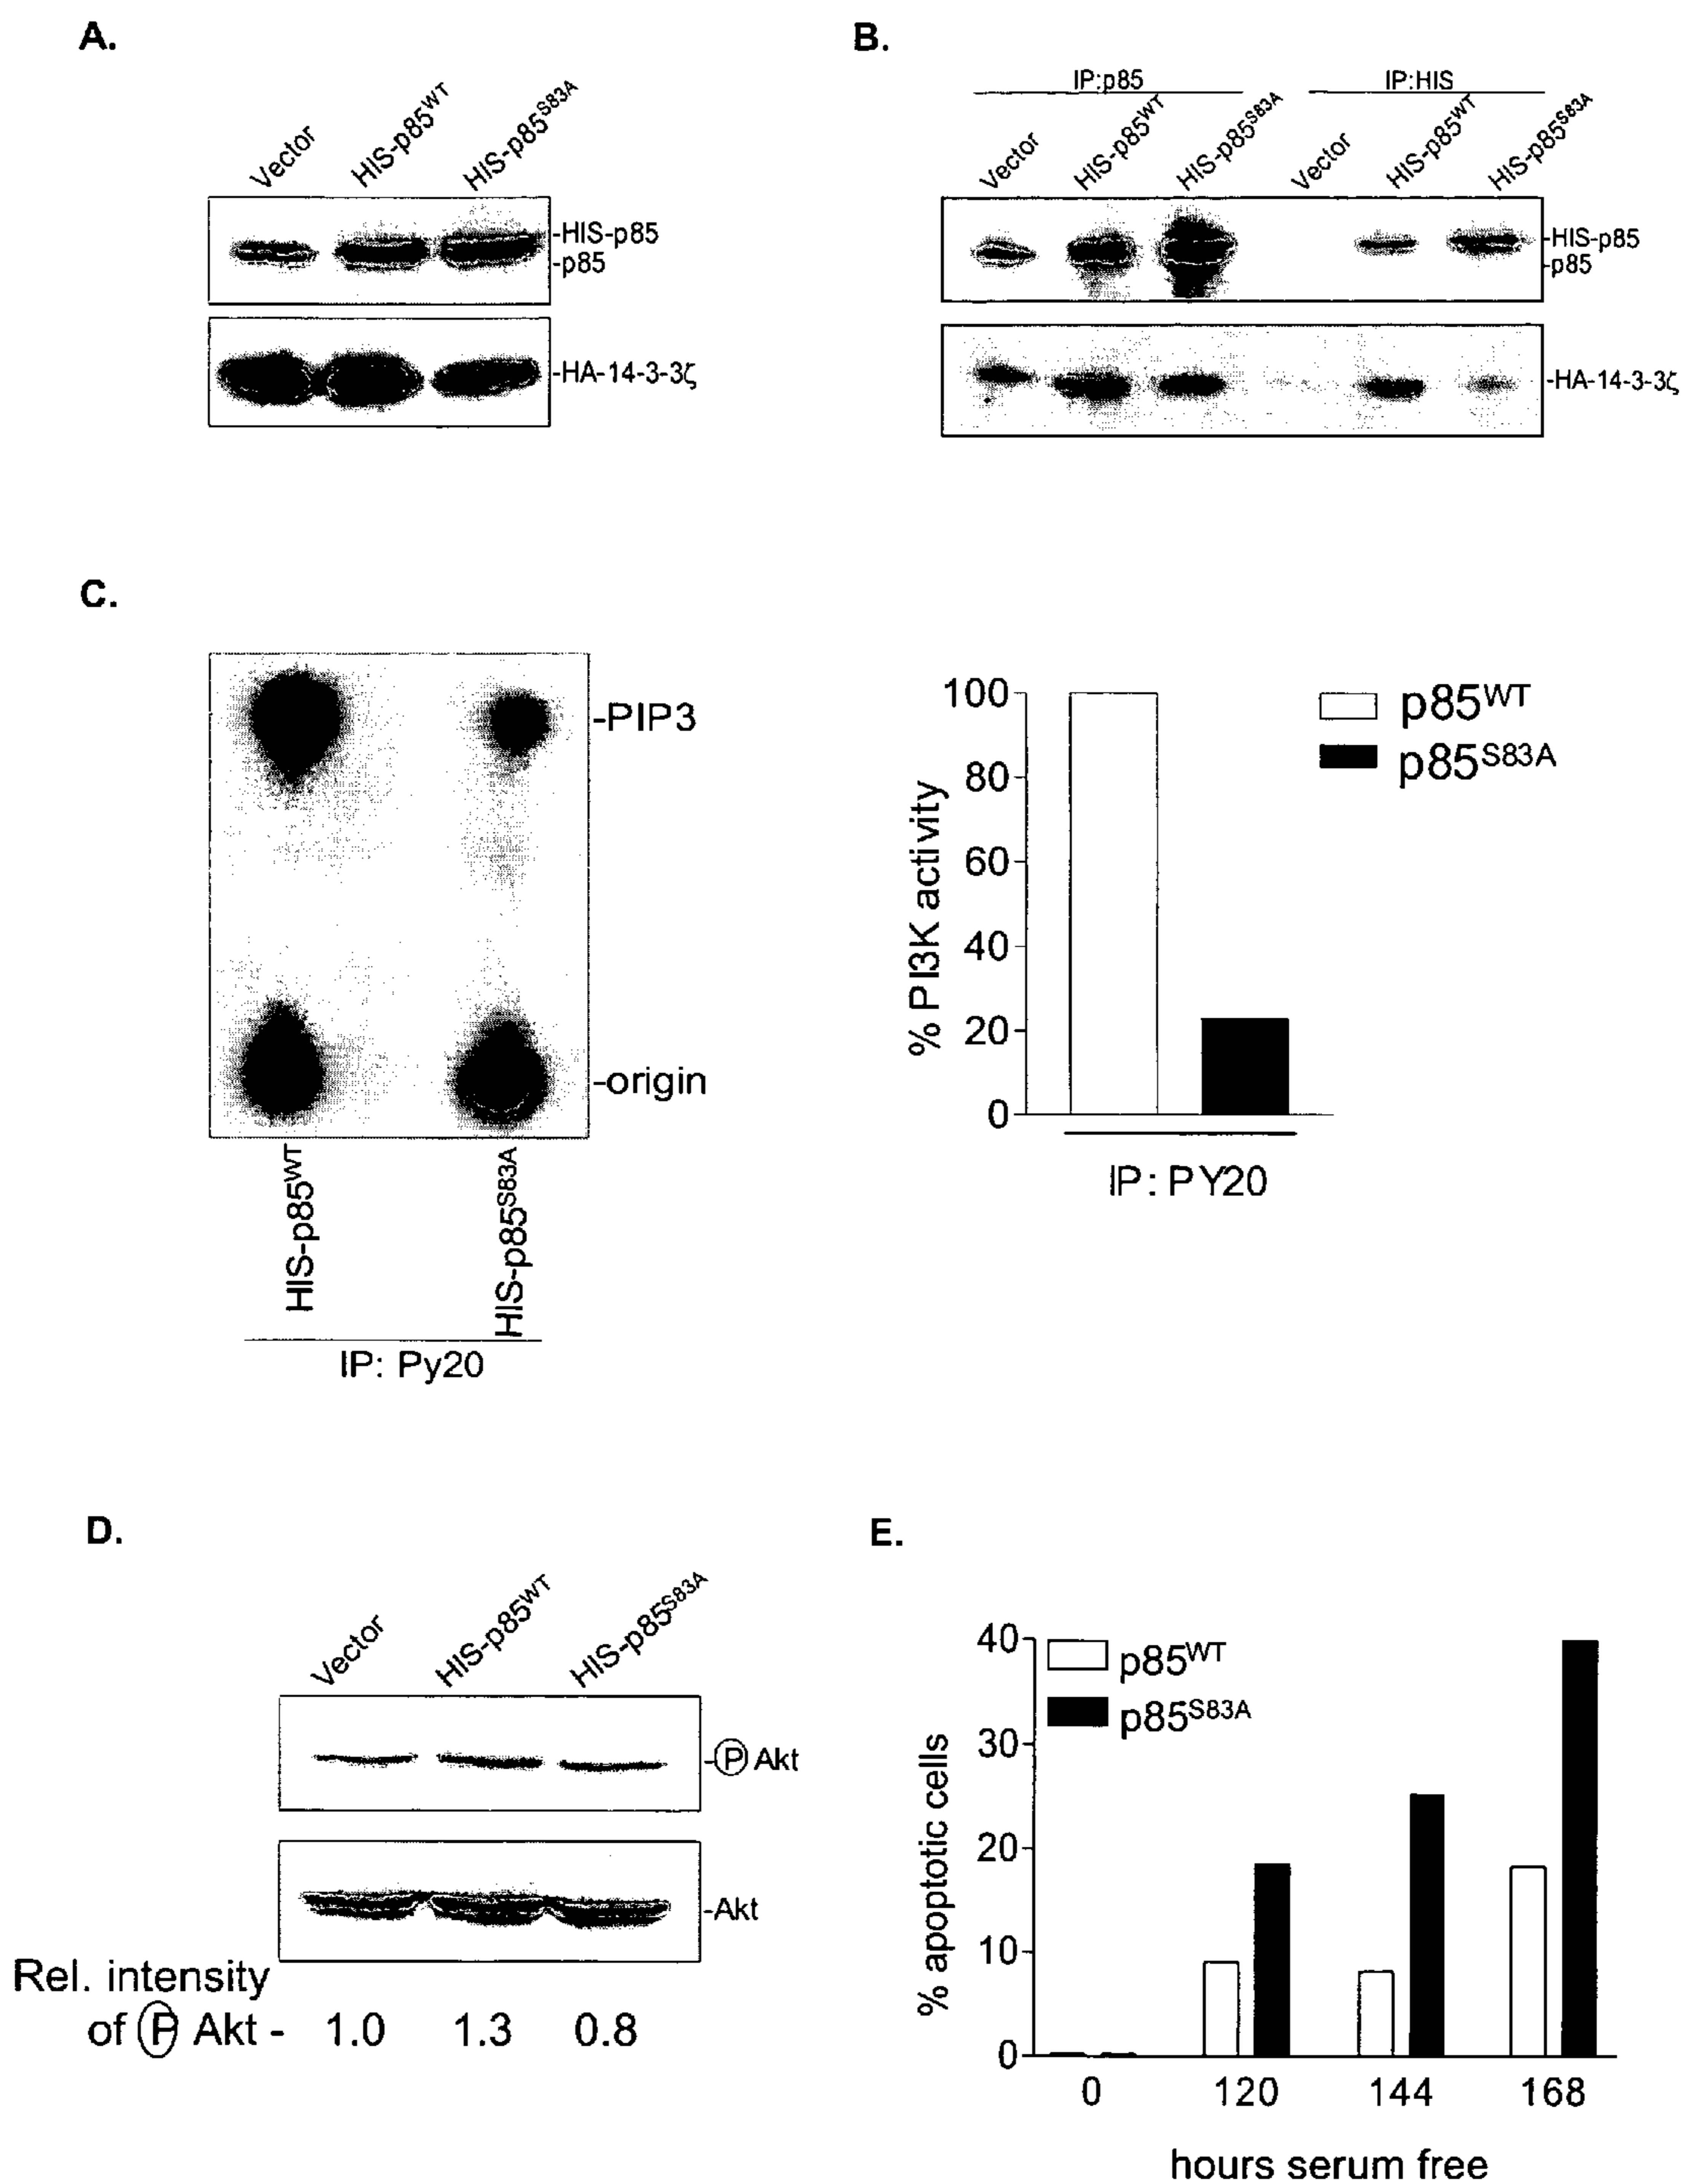 A.
Vector HIS-p85WT HIS-p85S83A
-HIS-p85
-p85
-HA-14-3-3ζ
B.
IP:p85 IP:HIS
Vector HIS-p85WT HIS-p85S83A Vector HIS-p85WT HIS-p85S83A
-HIS-p85
-p85
-HA-14-3-3ζ
C.
-PIP3
-origin
HIS-p85WT HIS-p85S83A
IP: Py20
100
80
60
40
20
0
% PI3K activity
p85WT
p85S83A
IP: PY20
D.
Vector HIS-p85WT HIS-p85S83A
-Ⓟ Akt
-Akt
Rel. intensity
of Ⓟ Akt - 1.0 1.3 0.8
E.
40
30
20
10
0
% apoptotic cells
p85WT
p85S83A
0 120 144 168
hours serum free